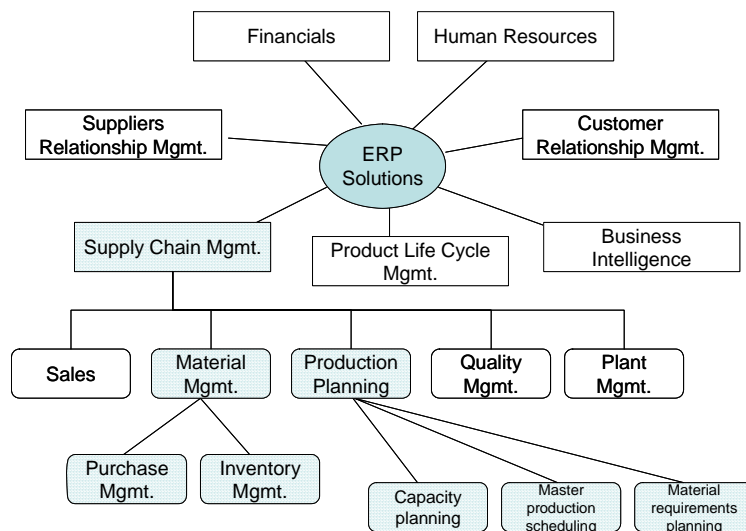 Financials
Human Resources
Suppliers
Relationship Mgmt.
ERP
Solutions
Customer
Relationship Mgmt.
Supply Chain Mgmt.
Product Life Cycle
Mgmt.
Business
Intelligence
Sales
Material
Mgmt.
Production
Planning
Quality
Mgmt.
Plant
Mgmt.
Purchase
Mgmt.
Inventory
Mgmt.
Capacity
planning
Master
production
scheduling
Material
requirements
planning